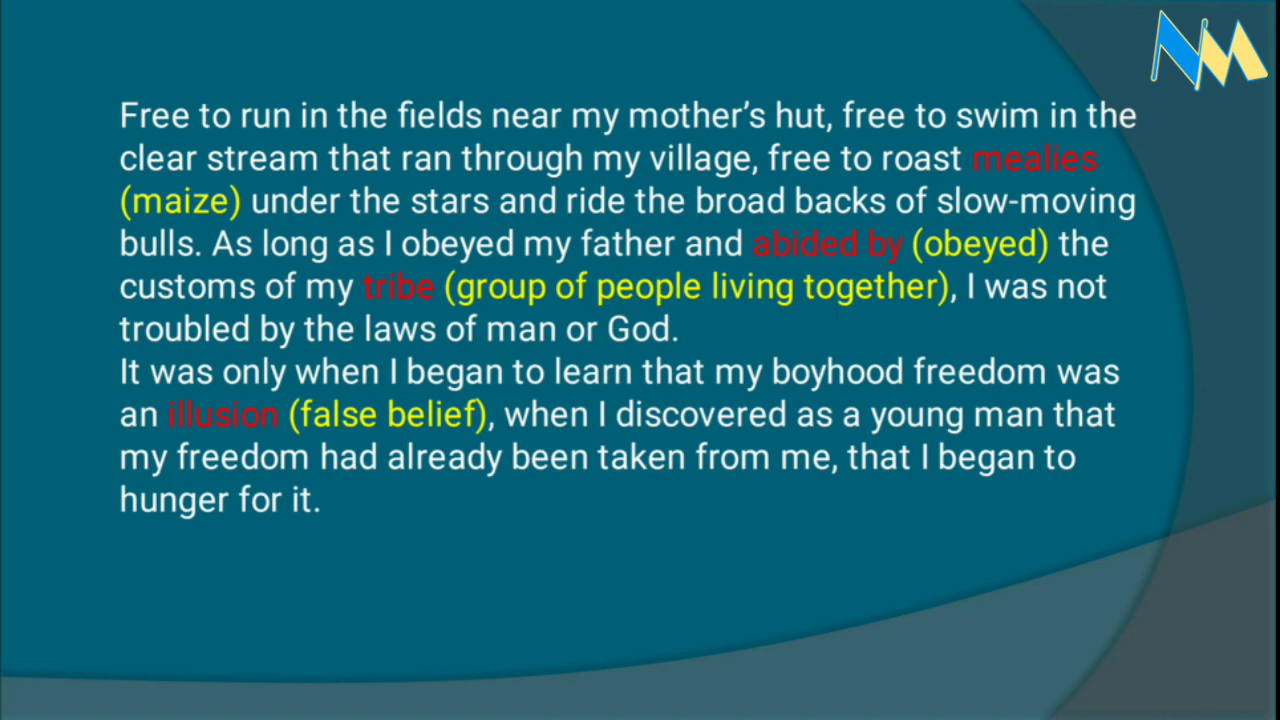 NM
Free to run in the fields near my mother’s hut, free to swim in the
clear stream that ran through my village, free to roast mealies
(maize) under the stars and ride the broad backs of slow-moving
bulls. As long as I obeyed my father and abided by (obeyed) the
customs of my tribe (group of people living together), I was not
troubled by the laws of man or God.
It was only when I began to learn that my boyhood freedom was
an illusion (false belief), when I discovered as a young man that
my freedom had already been taken from me, that I began to
hunger for it.